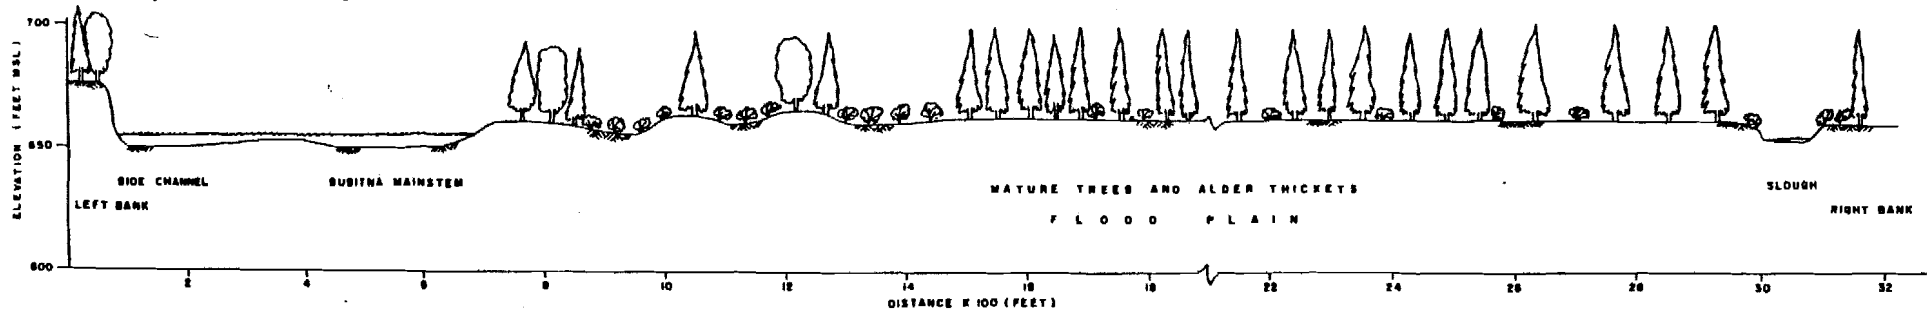 700
650
600
ELEVATION (FEET MSL)
SIDE CHANNEL
SUSITNA MAINSTEM
LEFT BANK
MATURE TREES AND ALDER THICKETS
FLOOD PLAIN
SLOUGH
RIGHT BANK
2 4 6 8 10 12 14 16 18 22 24 26 28 30 32
DISTANCE X 100 (FEET)